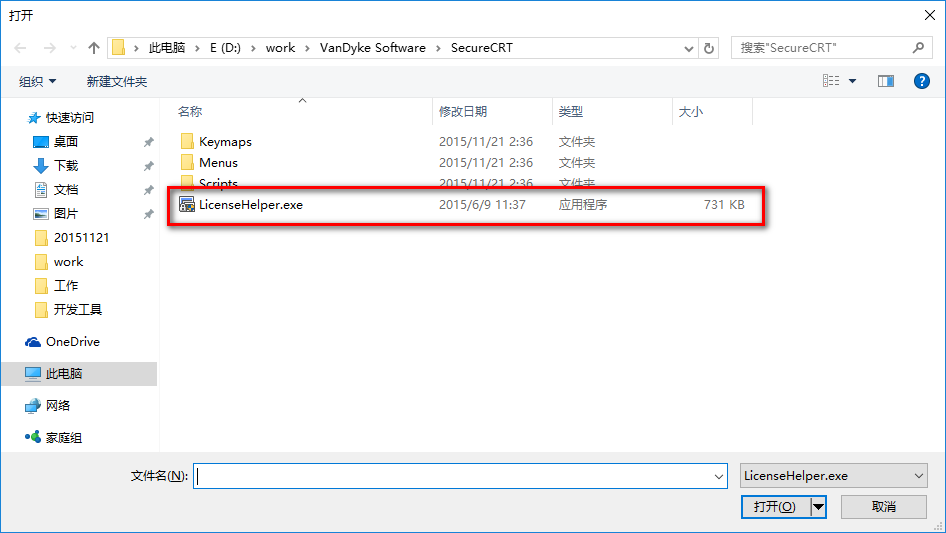 打开
此电脑 › E (D:) › work › VanDyke Software › SecureCRT
搜索"SecureCRT"
组织 新建文件夹
名称 修改日期 类型 大小
快速访问
桌面
下载
文档
图片
20151121
work
工作
开发工具
OneDrive
此电脑
网络
家庭组
Keymaps 2015/11/21 2:36 文件夹
Menus 2015/11/21 2:36 文件夹
Scripts 2015/11/21 2:36 文件夹
LicenseHelper.exe 2015/6/9 11:37 应用程序 731 KB
文件名(N):
LicenseHelper.exe
打开(O) 取消